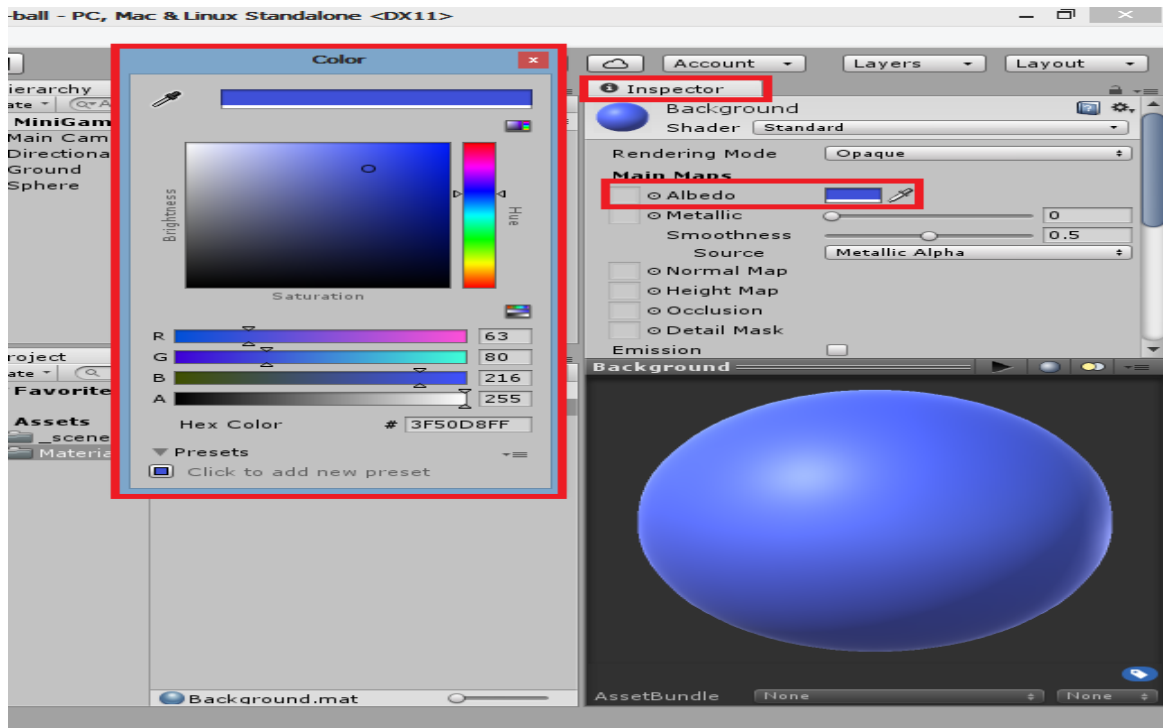 -ball - PC, Mac & Linux Standalone <DX11>
Color
Account
Layers
Layout
ierarchy
ate
MiniGam
Main Cam
Directiona
Ground
Sphere
Brightness
Hue
Saturation
R 63
G 80
B 216
A 255
Hex Color # 3F50D8FF
Presets
Click to add new preset
roject
ate
Favorite
Assets
_scene
Materia
Background.mat
Inspector
Background
Shader Standard
Rendering Mode Opaque
Main Maps
Albedo
Metallic 0
Smoothness 0.5
Source Metallic Alpha
Normal Map
Height Map
Occlusion
Detail Mask
Emission
Background
AssetBundle None None